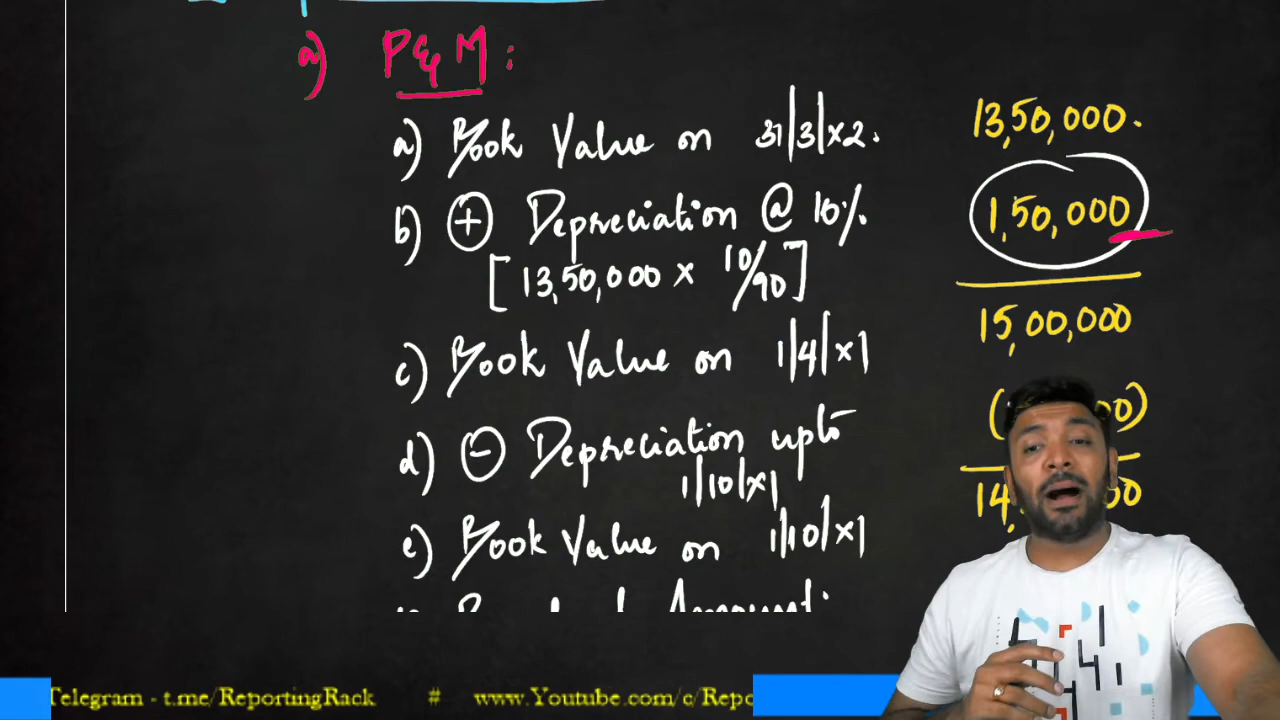 a) P & M :
a) Book Value on 31/3/x2. 13,50,000.
b) + Depreciation @ 10% 1,50,000
[13,50,000 x 10/90]
15,00,000
c) Book Value on 1/4/x1
d) - Depreciation upto
1/10/x1
e) Book Value on 1/10/x1
Telegram - t.me/ReportingRack # www.Youtube.com/c/Repo